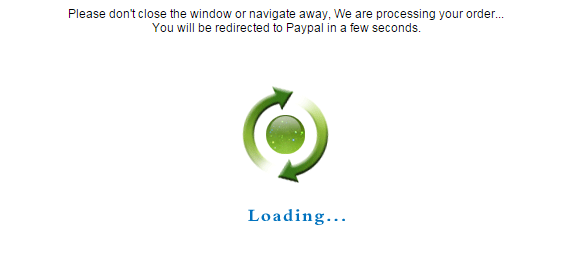 Please don't close the window or navigate away, We are processing your order...
You will be redirected to Paypal in a few seconds.
Loading...